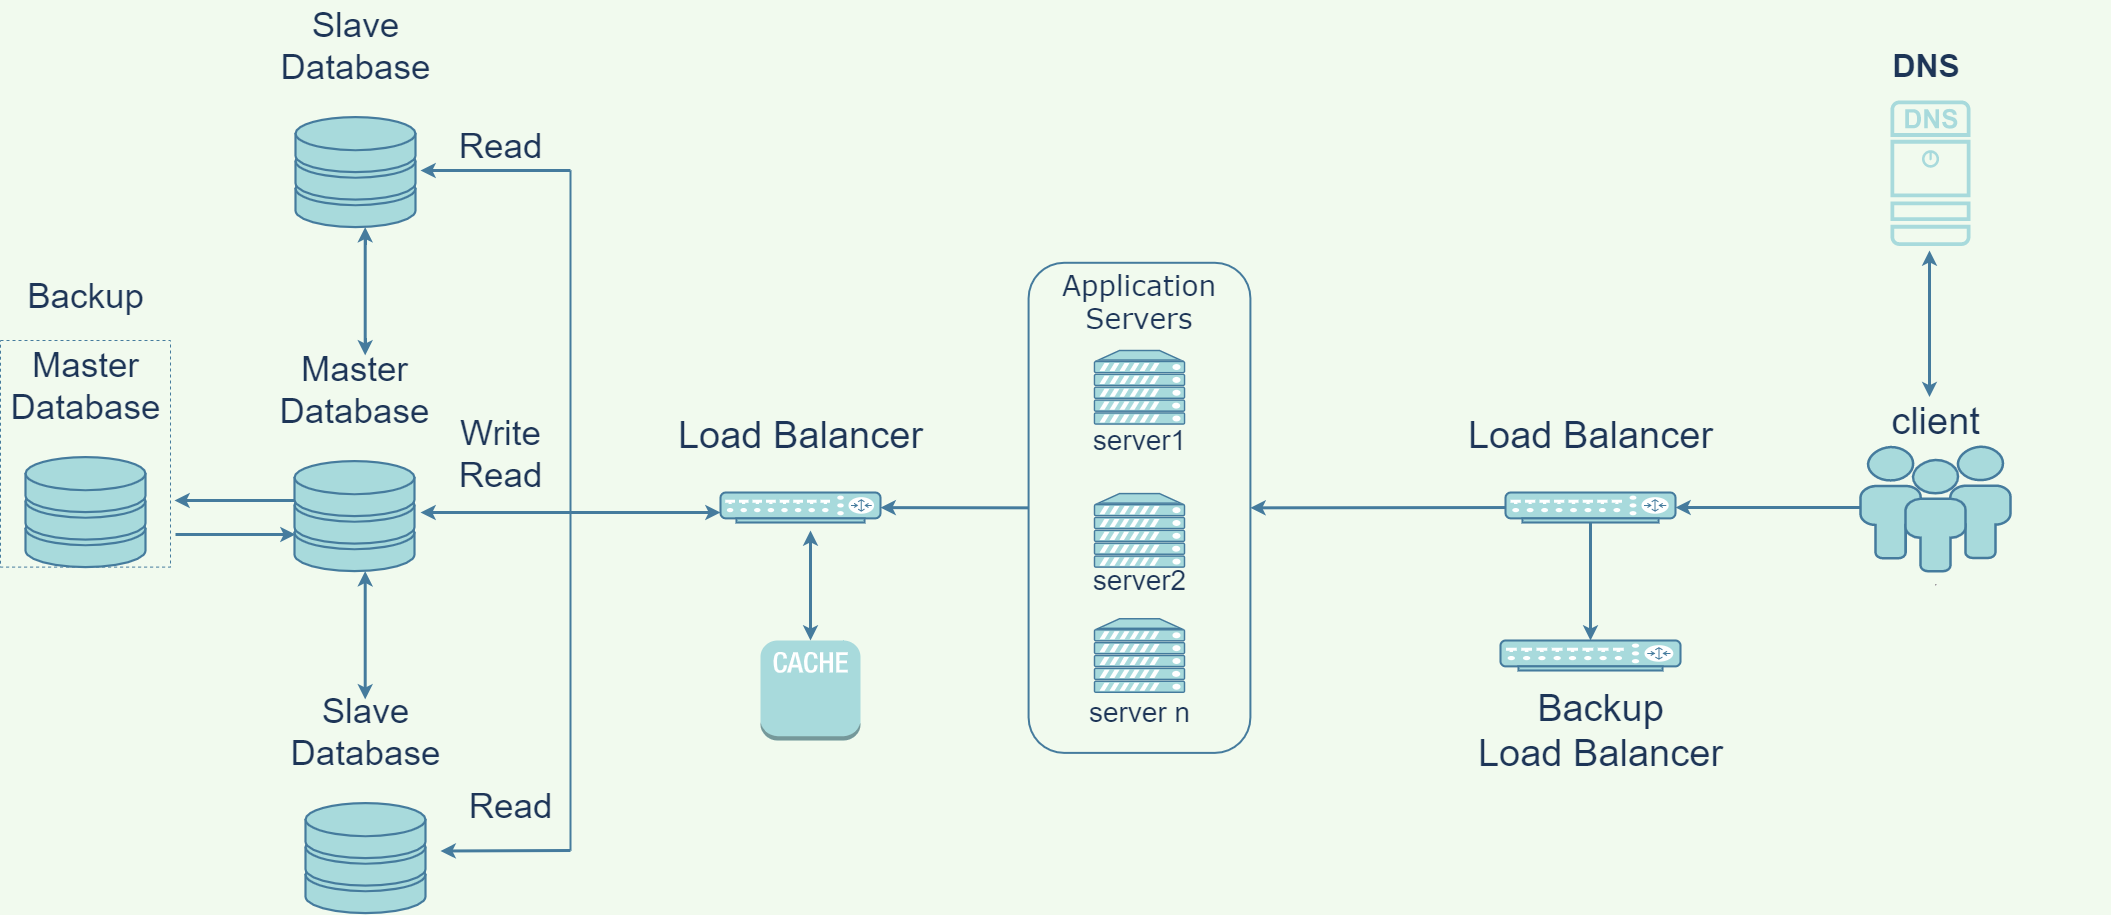 Slave
Database
Read
Backup
Master
Database
Master
Database
Write
Read
Slave
Database
Read
Load Balancer
CACHE
Application
Servers
server1
server2
server n
Load Balancer
Backup
Load Balancer
DNS
DNS
client